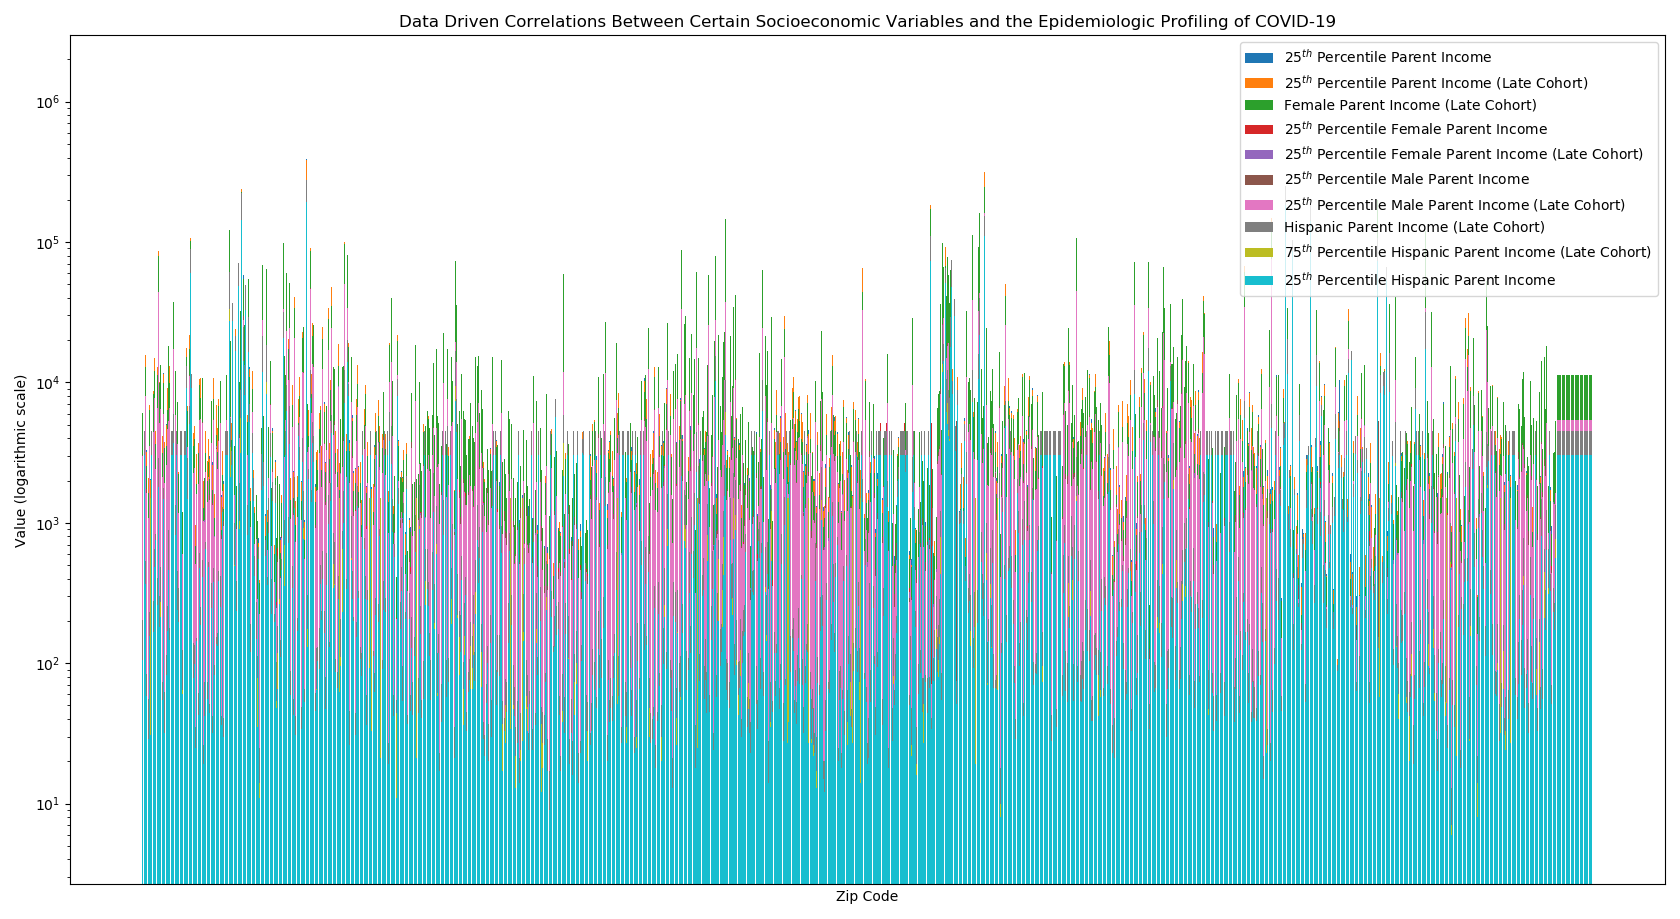 Data Driven Correlations Between Certain Socioeconomic Variables and the Epidemiologic Profiling of COVID-19
25th Percentile Parent Income
25th Percentile Parent Income (Late Cohort)
Female Parent Income (Late Cohort)
25th Percentile Female Parent Income
25th Percentile Female Parent Income (Late Cohort)
25th Percentile Male Parent Income
25th Percentile Male Parent Income (Late Cohort)
Hispanic Parent Income (Late Cohort)
75th Percentile Hispanic Parent Income (Late Cohort)
25th Percentile Hispanic Parent Income
10^6
10^5
10^4
10^3
10^2
10^1
Value (logarithmic scale)
Zip Code